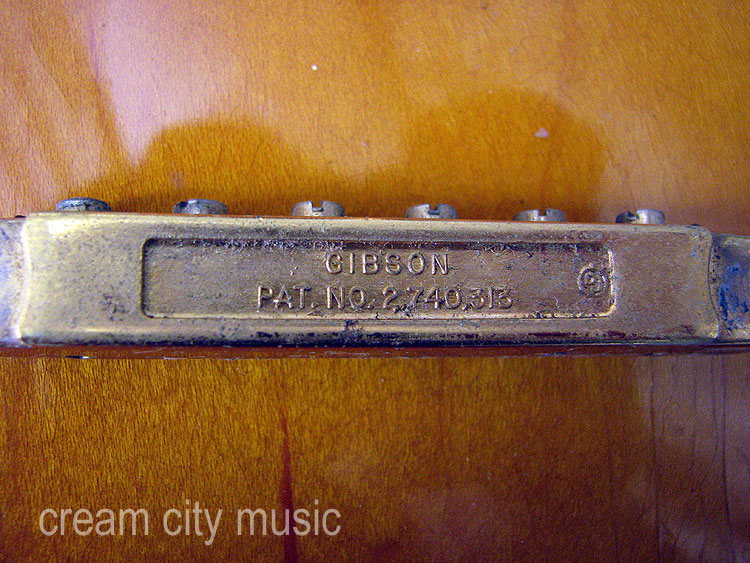 GIBSON
PAT. NO. 2,740,313
cream city music